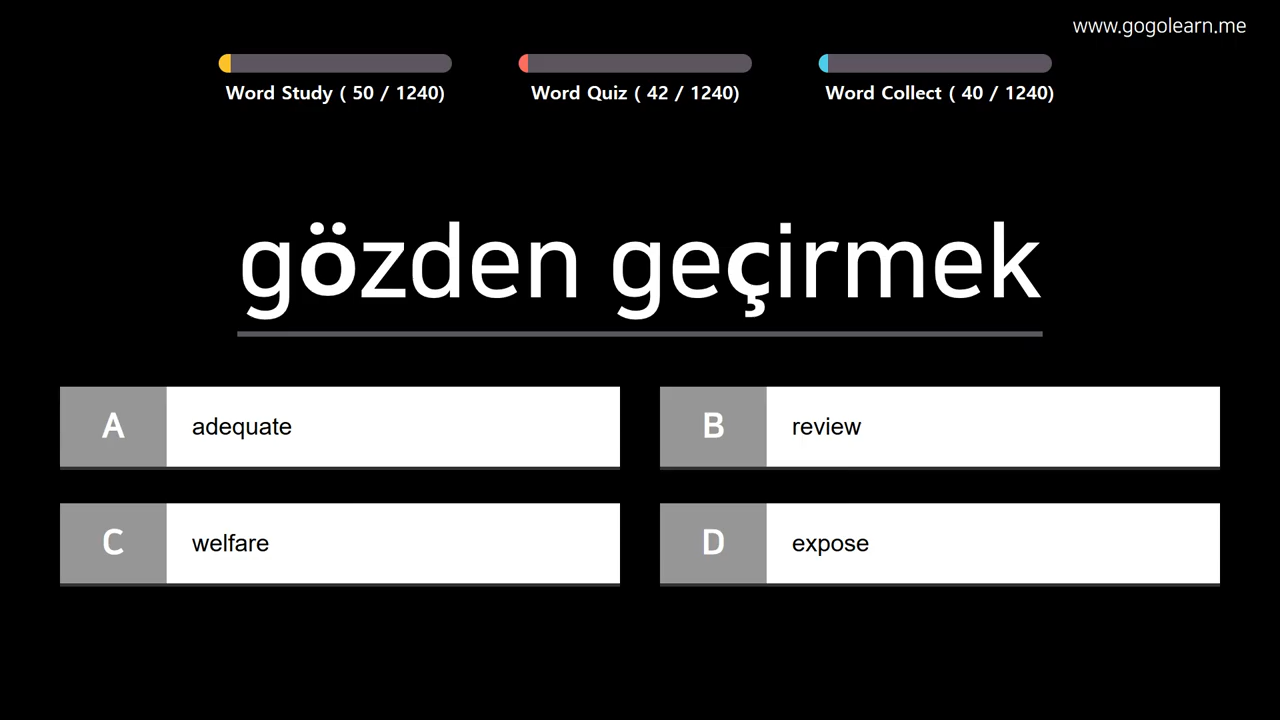 www.gogolearn.me
Word Study ( 50 / 1240)
Word Quiz ( 42 / 1240)
Word Collect ( 40 / 1240)
gözden geçirmek
A adequate
B review
C welfare
D expose